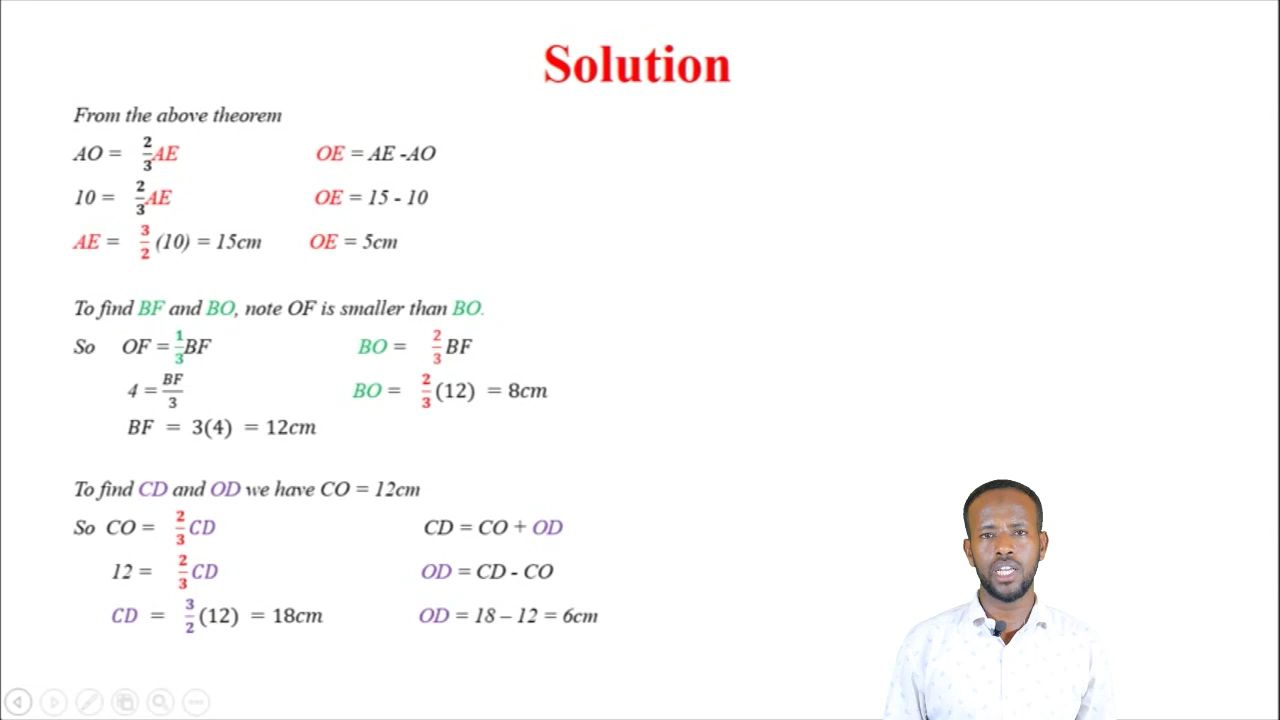 Solution
From the above theorem
AO = 2/3 AE OE = AE -AO
10 = 2/3 AE OE = 15 - 10
AE = 3/2 (10) = 15cm OE = 5cm
To find BF and BO, note OF is smaller than BO.
So OF = 1/3 BF BO = 2/3 BF
4 = BF/3 BO = 2/3 (12) = 8cm
BF = 3(4) = 12cm
To find CD and OD we have CO = 12cm
So CO = 2/3 CD CD = CO + OD
12 = 2/3 CD OD = CD - CO
CD = 3/2 (12) = 18cm OD = 18 – 12 = 6cm